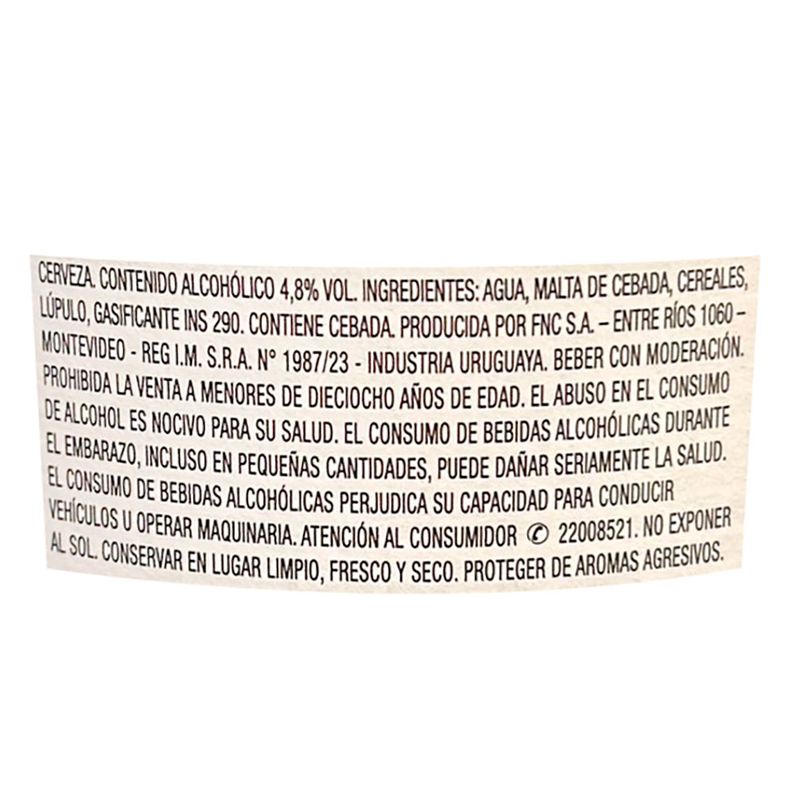 CERVEZA. CONTENIDO ALCOHÓLICO 4,8% VOL. INGREDIENTES: AGUA, MALTA DE CEBADA, CEREALES,
LÚPULO, GASIFICANTE INS 290. CONTIENE CEBADA. PRODUCIDA POR FNC S.A. – ENTRE RÍOS 1060 –
MONTEVIDEO - REG I.M. S.R.A. N° 1987/23 - INDUSTRIA URUGUAYA. BEBER CON MODERACIÓN.
PROHIBIDA LA VENTA A MENORES DE DIECIOCHO AÑOS DE EDAD. EL ABUSO EN EL CONSUMO
DE ALCOHOL ES NOCIVO PARA SU SALUD. EL CONSUMO DE BEBIDAS ALCOHÓLICAS DURANTE
EL EMBARAZO, INCLUSO EN PEQUEÑAS CANTIDADES, PUEDE DAÑAR SERIAMENTE LA SALUD.
EL CONSUMO DE BEBIDAS ALCOHÓLICAS PERJUDICA SU CAPACIDAD PARA CONDUCIR
VEHÍCULOS U OPERAR MAQUINARIA. ATENCIÓN AL CONSUMIDOR ✆ 22008521. NO EXPONER
AL SOL. CONSERVAR EN LUGAR LIMPIO, FRESCO Y SECO. PROTEGER DE AROMAS AGRESIVOS.